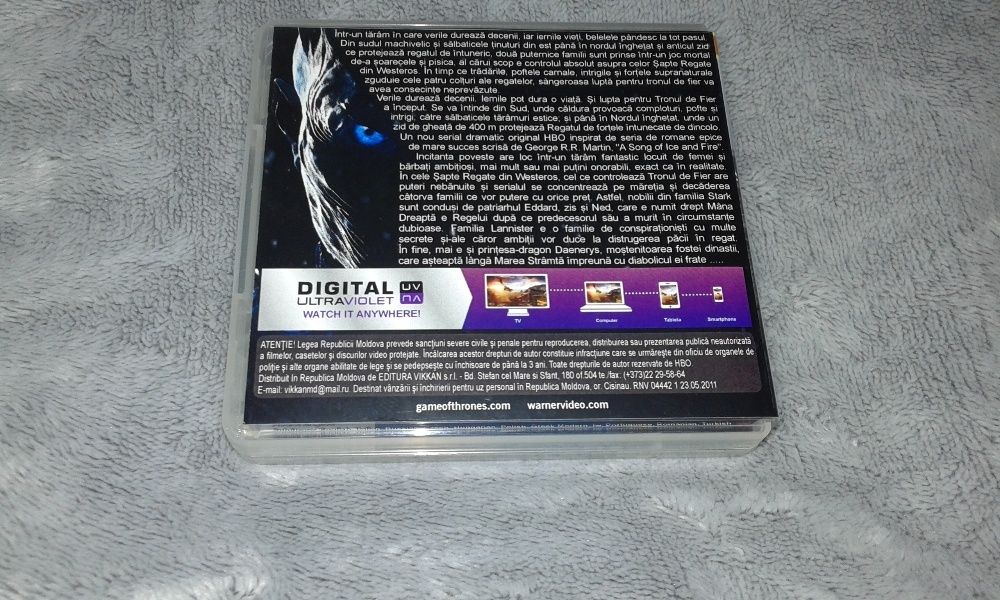 Într-un tărâm în care verile durează decenii, iar iernile vieți, belelele pândesc la tot pasul.
Din sudul machivelic și sălbaticele ținuturi din est până în nordul înghețat și anticul zid
ce protejează regatul de întuneric, două puternice familii sunt prinse într-un joc mortal
de-a șoarecele și pisica, al cărui scop e controlul absolut asupra celor Șapte Regate
din Westeros. În timp ce trădările, poftele carnale, intrigile și forțele supranaturale
zguduie cele patru colțuri ale regatelor, sângeroasa luptă pentru tronul de fier va
avea consecințe neprevăzute.
Verile durează decenii. Iernile pot dura o viață. Și lupta pentru Tronul de Fier
a început. Se va întinde din Sud, unde căldura provoacă comploturi, pofte și
intrigi; către sălbaticele tărâmuri estice; și până în Nordul înghețat, unde un
zid de gheață de 400 m protejează Regatul de forțele întunecate de dincolo.
Un nou serial dramatic original HBO inspirat de seria de romane epice
de mare succes scrisă de George R.R. Martin, "A Song of Ice and Fire".
Incitanta poveste are loc într-un tărâm fantastic locuit de femei și
bărbați ambițioși, mai mult sau mai puțini onorabili, exact ca în realitate.
În cele Șapte Regate din Westeros, cel ce controlează Tronul de Fier are
puteri nebănuite și serialul se concentrează pe măreția și decăderea
câtorva familii ce vor putere cu orice preț. Astfel, nobilii din familia Stark
sunt conduși de patriarhul Eddard, zis și Ned, care e numit drept Mâna
Dreaptă e Regelui după ce predecesorul său a murit în circumstanțe
dubioase. Familia Lannister e o familie de conspiraționiști cu multe
secrete și-ale căror ambiții vor duce la distrugerea păcii în regat.
În fine, mai e și prințesa-dragon Daenerys, moștenitoarea fostei dinastii,
care așteaptă lângă Marea Strâmtă împreună cu diabolicul ei frate .....
DIGITAL UV
ULTRAVIOLET
WATCH IT ANYWHERE!
TV Computer Tableta Smartphone
ATENȚIE! Legea Republicii Moldova prevede sancțiuni severe civile și penale pentru reproducerea, distribuirea sau prezentarea publică neautorizată
a filmelor, casetelor și discurilor video protejate. Încălcarea acestor drepturi de autor constituie infracțiune care se urmărește din oficiu de organele de
poliție și alte organe abilitate de lege și se pedepsește cu închisoare de până la 3 ani. Toate drepturile de autor rezervate de HBO.
Distribuit în Republica Moldova de EDITURA VIKKAN s.r.l. - Bd. Stefan cel Mare si Sfant, 180 of.504 te./fax: (+373)22 29-58-64
E-mail: vikkanmd@mail.ru Destinat vânzării și închirierii pentru uz personal în Republica Moldova, or. Cisinau. RNV 04442 1 23.05.2011
gameofthrones.com warnervideo.com